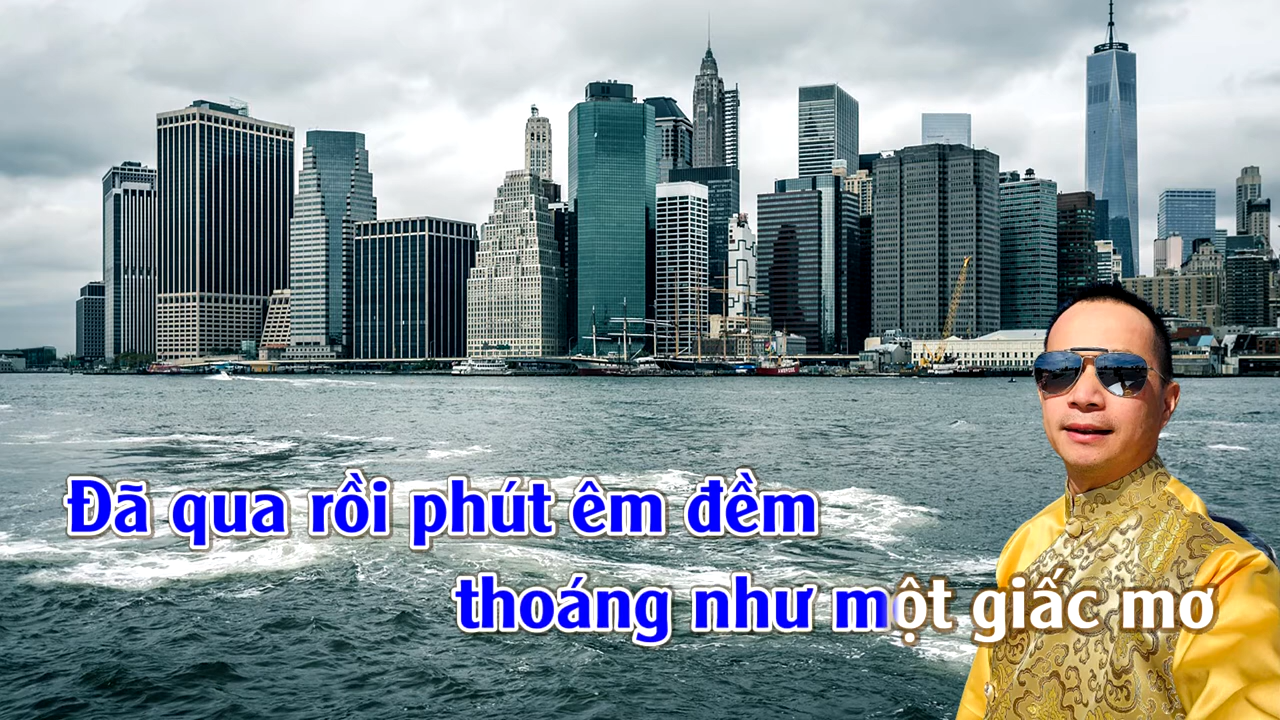 Đã qua rồi phút êm đềm
thoáng như một giấc mơ